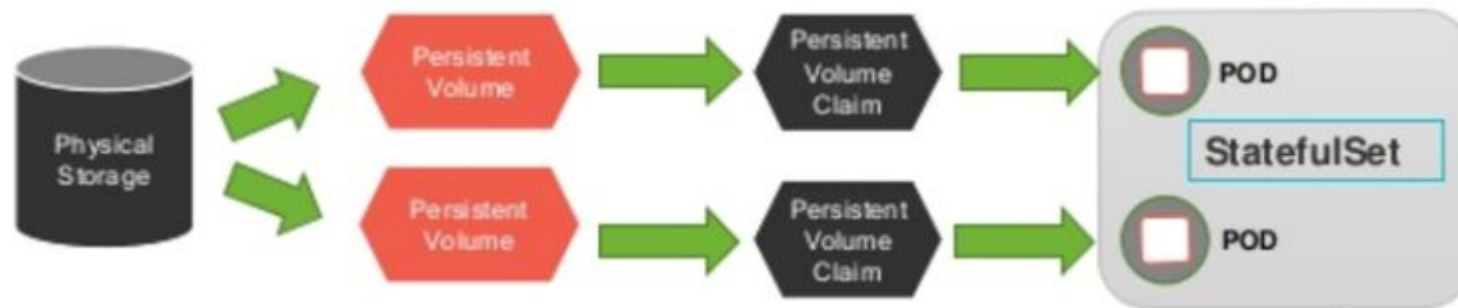 Physical
Storage
Persistent
Volume
Persistent
Volume
Claim
POD
StatefulSet
Persistent
Volume
Persistent
Volume
Claim
POD